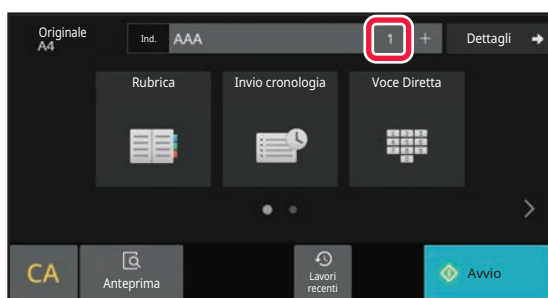 Originale
A4
Ind. AAA 1 + Dettagli
Rubrica Invio cronologia Voce Diretta
CA Anteprima Lavori recenti Avvio